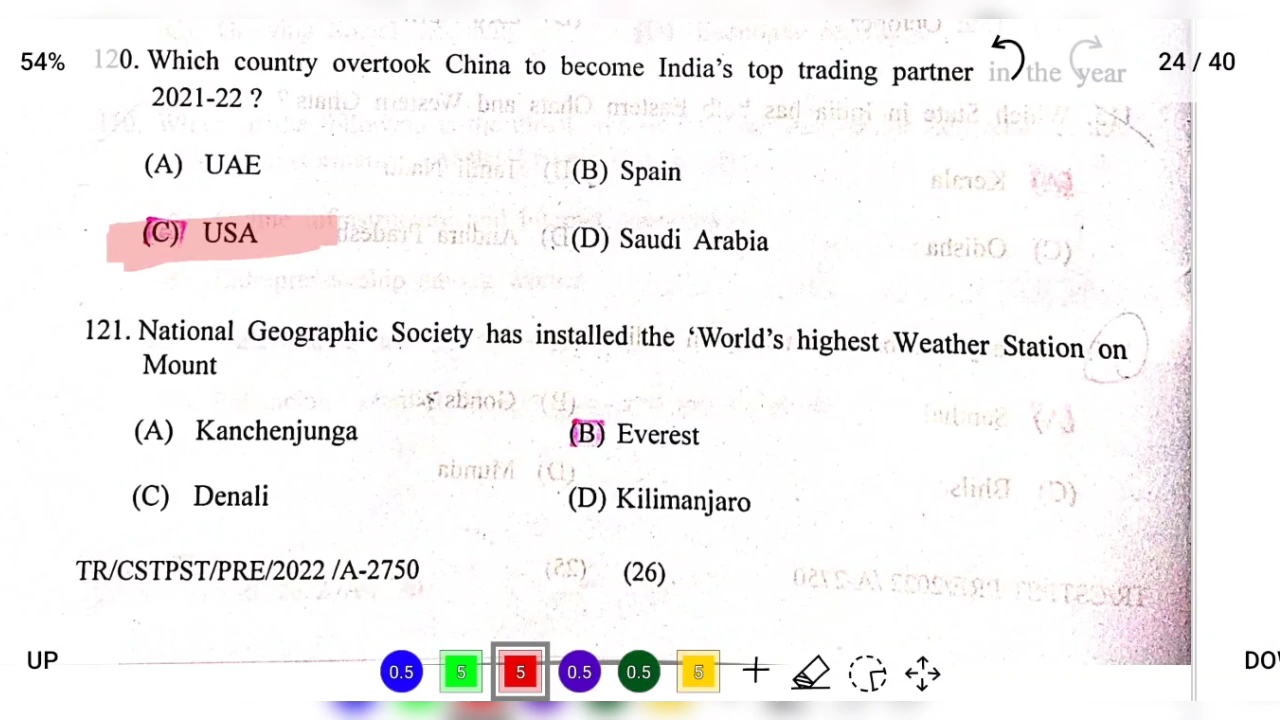 54%
120. Which country overtook China to become India's top trading partner in the year
24 / 40
2021-22 ?
(A) UAE
(B) Spain
(C) USA
(D) Saudi Arabia
121. National Geographic Society has installed the 'World's highest Weather Station on
Mount
(A) Kanchenjunga
(B) Everest
(C) Denali
(D) Kilimanjaro
TR/CSTPST/PRE/2022 /A-2750
(26)
UP
0.5 5 5 0.5 0.5 5